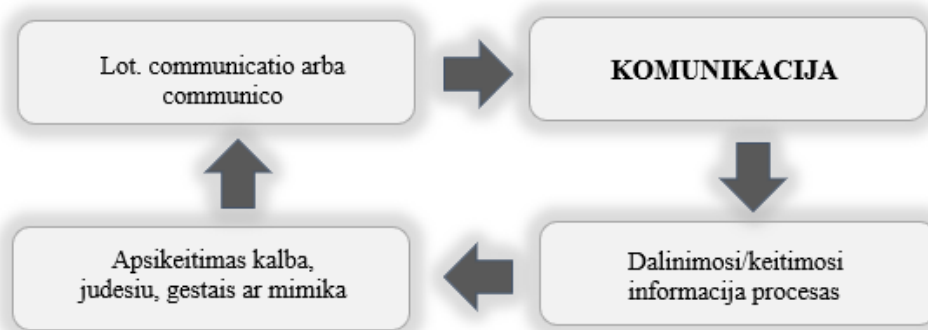 Lot. communicatio arba
communico
KOMUNIKACIJA
Apsikeitimas kalba,
judesiu, gestais ar mimika
Dalinimosi/keitimosi
informacija procesas